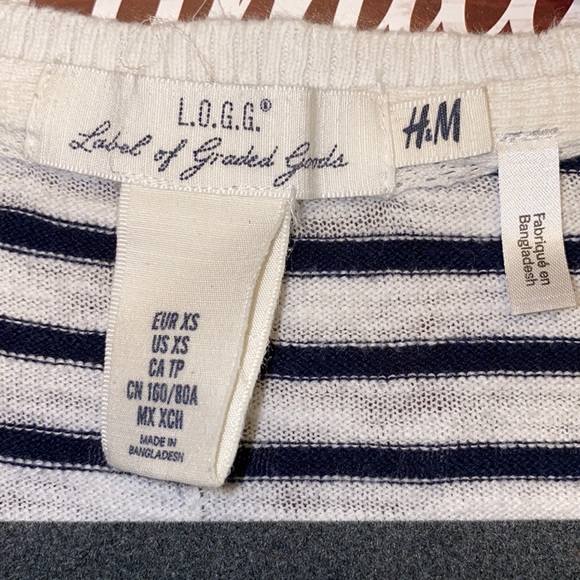 L.O.G.G.®
Label of Graded Goods
H&M
Fabriqué en
Bangladesh
EUR XS
US XS
CA TP
CN 160/80A
MX XCH
MADE IN
BANGLADESH